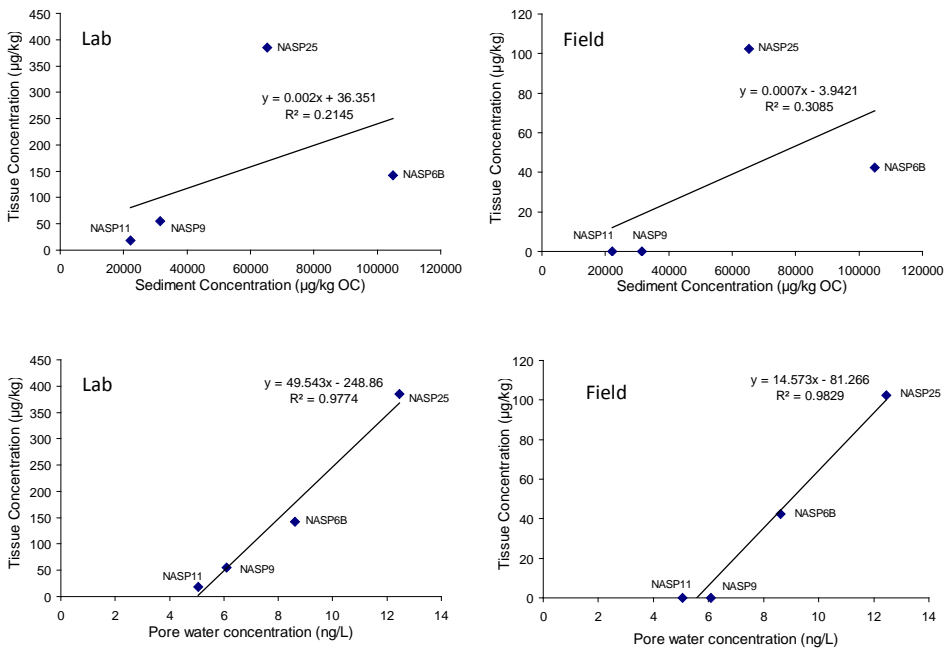 Lab
Tissue Concentration (µg/kg)
450
400
350
300
250
200
150
100
50
0
NASP25
y = 0.002x + 36.351
R² = 0.2145
NASP6B
NASP11
NASP9
0 20000 40000 60000 80000 100000 120000
Sediment Concentration (µg/kg OC)
Field
Tissue Concentration (µg/kg)
120
100
80
60
40
20
0
NASP25
y = 0.0007x - 3.9421
R² = 0.3085
NASP6B
NASP11 NASP9
0 20000 40000 60000 80000 100000 120000
Sediment Concentration (µg/kg OC)
Lab
Tissue Concentration (µg/kg)
450
400
350
300
250
200
150
100
50
0
y = 49.543x - 248.86
R² = 0.9774
NASP25
NASP6B
NASP11
NASP9
0 2 4 6 8 10 12 14
Pore water concentration (ng/L)
Field
Tissue Concentration (µg/kg)
120
100
80
60
40
20
0
y = 14.573x - 81.266
R² = 0.9829
NASP25
NASP6B
NASP11
NASP9
0 2 4 6 8 10 12 14
Pore water concentration (ng/L)